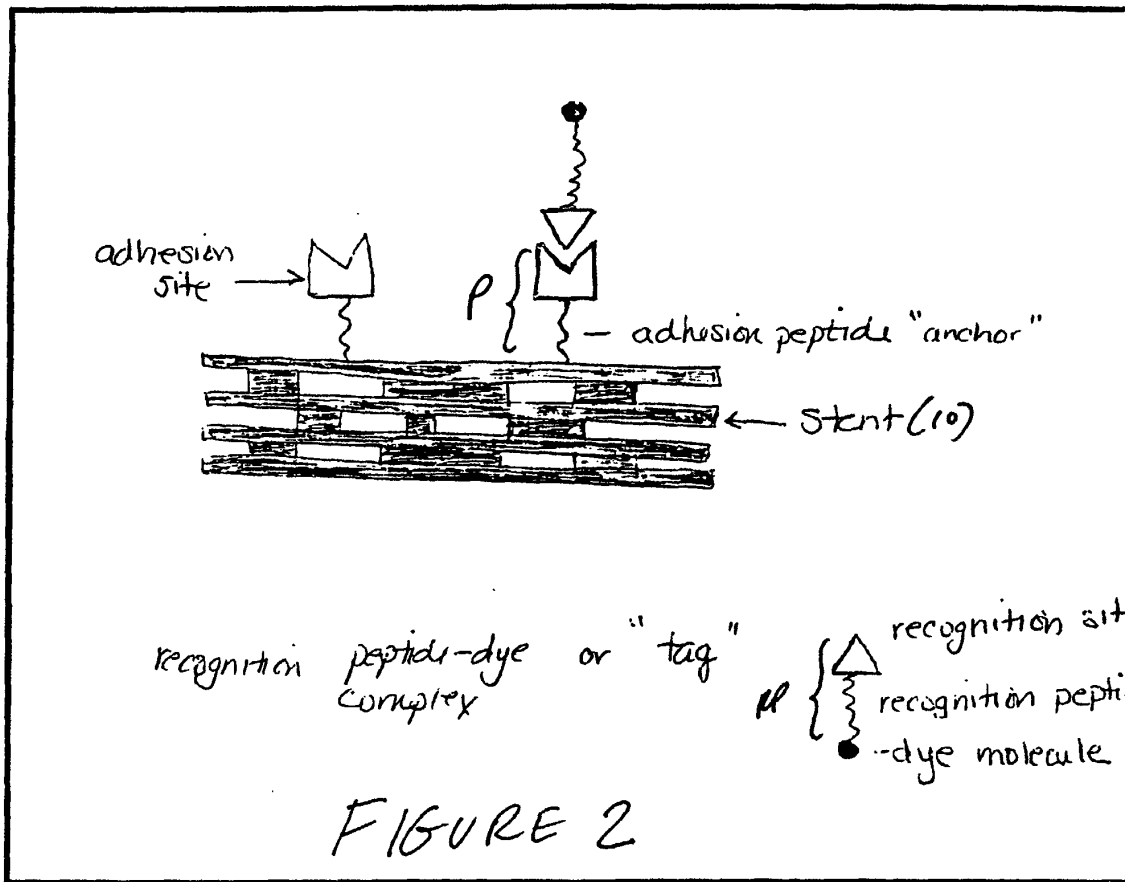 adhesion
site
P
adhesion peptide "anchor"
stent (10)
recognition peptide-dye or "tag"
complex
recognition sit
recognition pepti
dye molecule
FIGURE 2